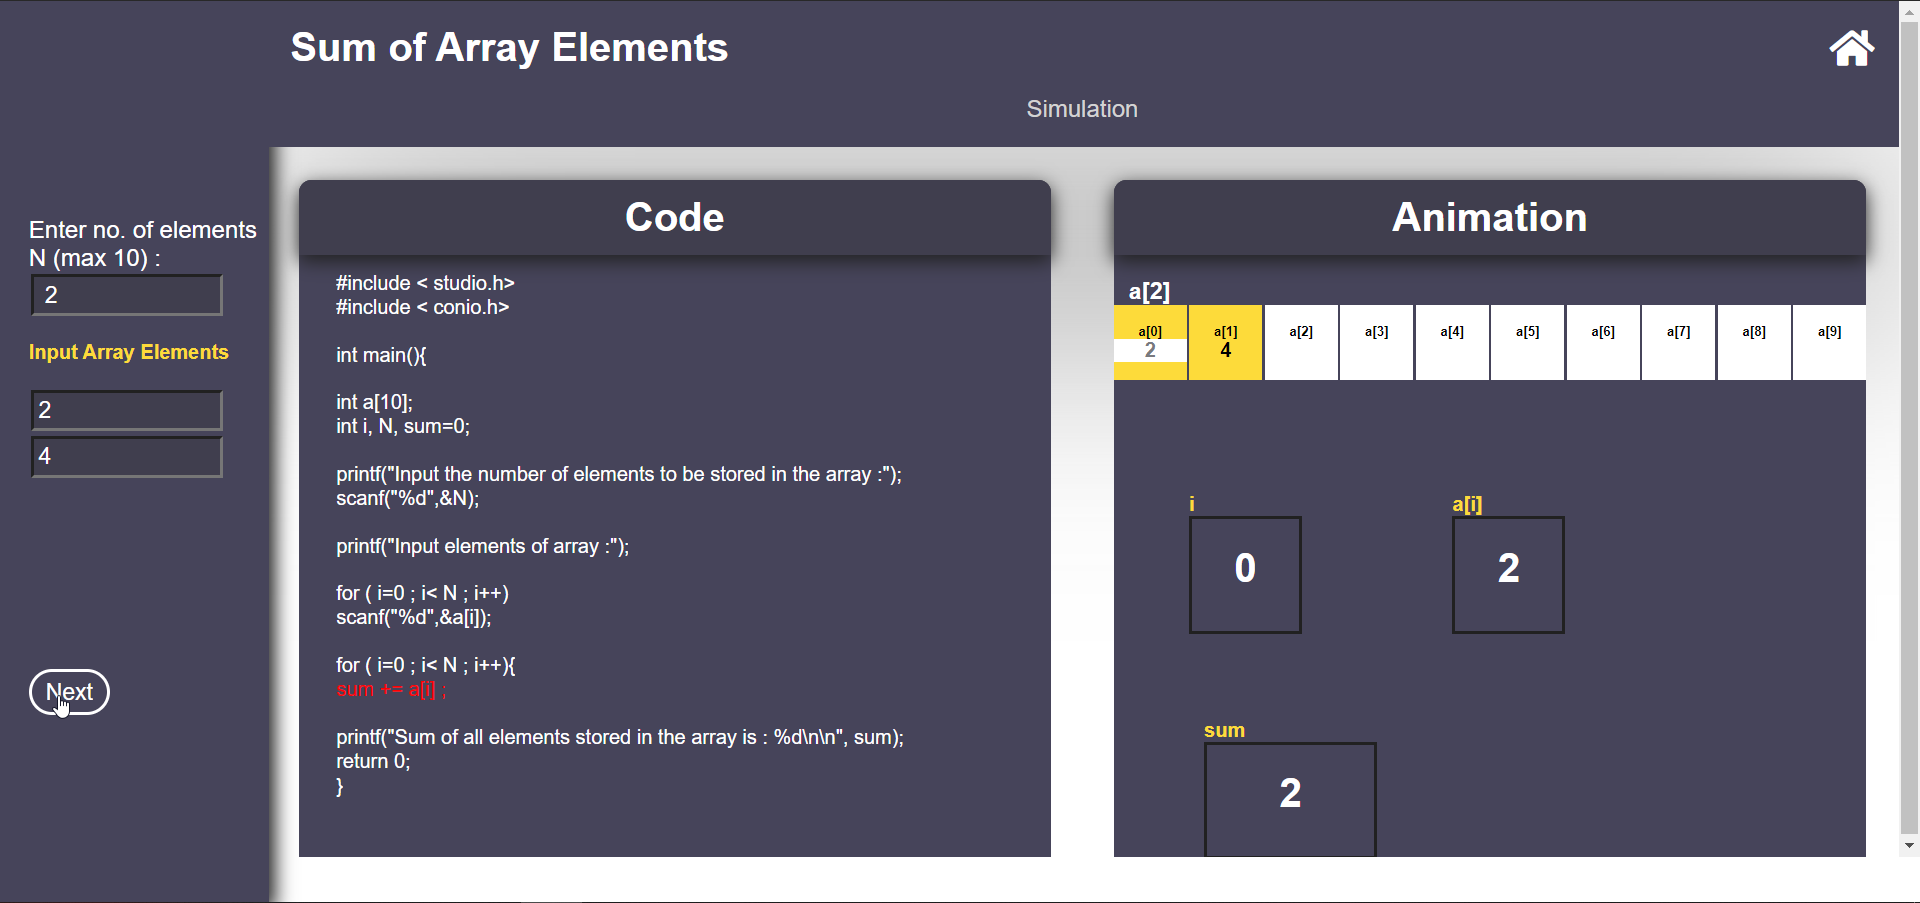 Sum of Array Elements
Simulation
Enter no. of elements
N (max 10) :
2
Input Array Elements
2
4
Next
Code
#include < studio.h>
#include < conio.h>
int main(){
int a[10];
int i, N, sum=0;
printf("Input the number of elements to be stored in the array :");
scanf("%d",&N);
printf("Input elements of array :");
for ( i=0 ; i< N ; i++)
scanf("%d",&a[i]);
for ( i=0 ; i< N ; i++){
sum += a[i] ;
printf("Sum of all elements stored in the array is : %d\n\n", sum);
return 0;
}
Animation
a[2]
a[0] a[1] a[2] a[3] a[4] a[5] a[6] a[7] a[8] a[9]
2 4
i a[i]
0 2
sum
2